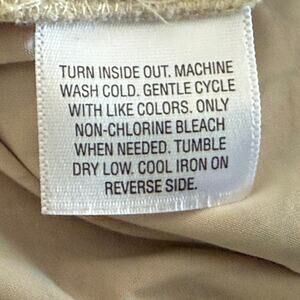 TURN INSIDE OUT. MACHINE
WASH COLD. GENTLE CYCLE
WITH LIKE COLORS. ONLY
NON-CHLORINE BLEACH
WHEN NEEDED. TUMBLE
DRY LOW. COOL IRON ON
REVERSE SIDE.